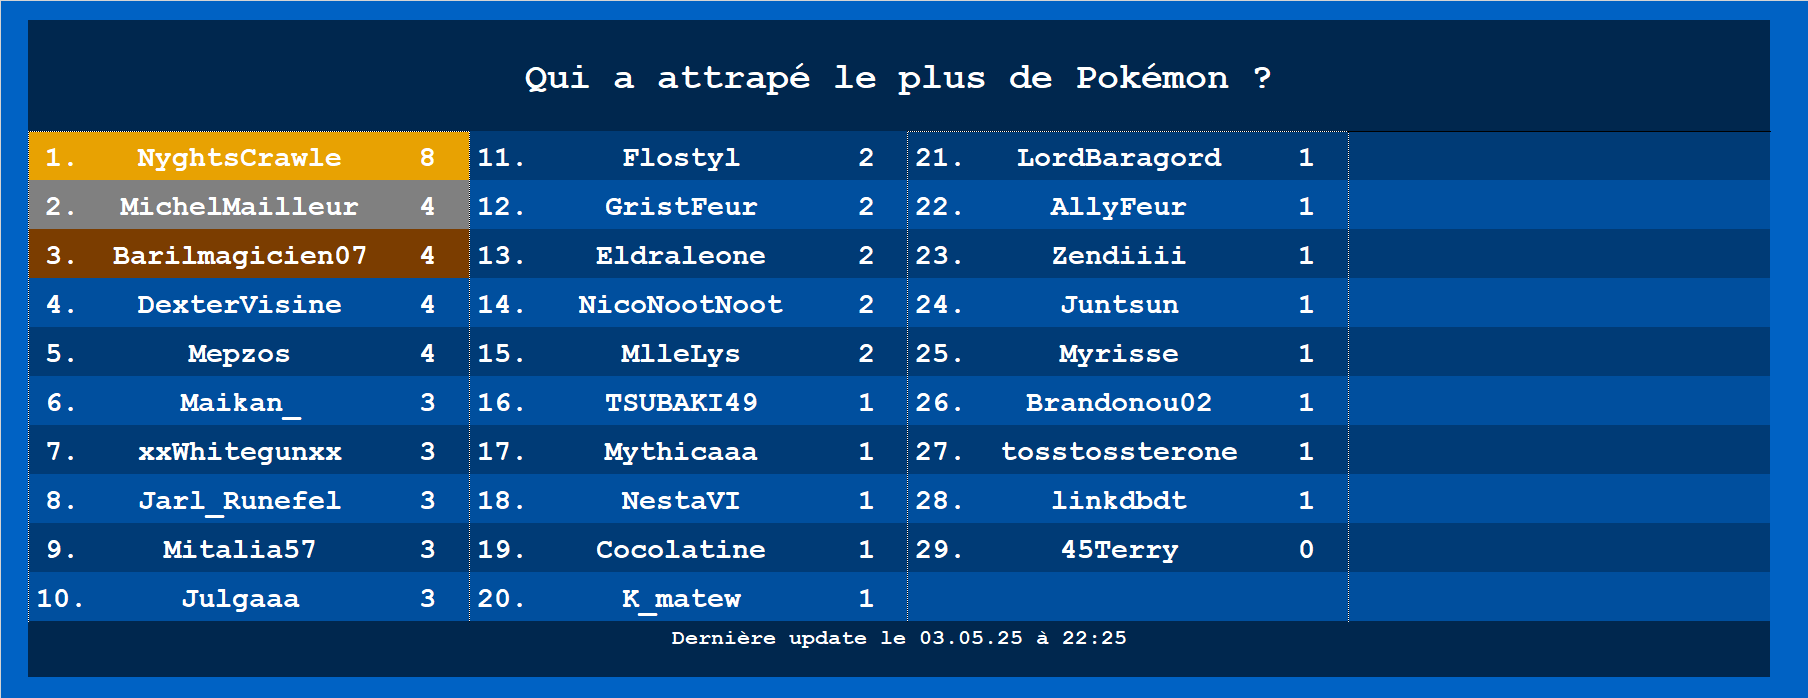 Qui a attrapé le plus de Pokémon ?
1. NyghtsCrawle 8
2. MichelMailleur 4
3. Barilmagicien07 4
4. DexterVisine 4
5. Mepzos 4
6. Maikan_ 3
7. xxWhitegunxx 3
8. Jarl_Runefel 3
9. Mitalia57 3
10. Julgaaa 3
11. Flostyl 2
12. GristFeur 2
13. Eldraleone 2
14. NicoNootNoot 2
15. MlleLys 2
16. TSUBAKI49 1
17. Mythicaaa 1
18. NestaVI 1
19. Cocolatine 1
20. K_matew 1
21. LordBaragord 1
22. AllyFeur 1
23. Zendiiii 1
24. Juntsun 1
25. Myrisse 1
26. Brandonou02 1
27. tosstossterone 1
28. linkdbdt 1
29. 45Terry 0
Dernière update le 03.05.25 à 22:25